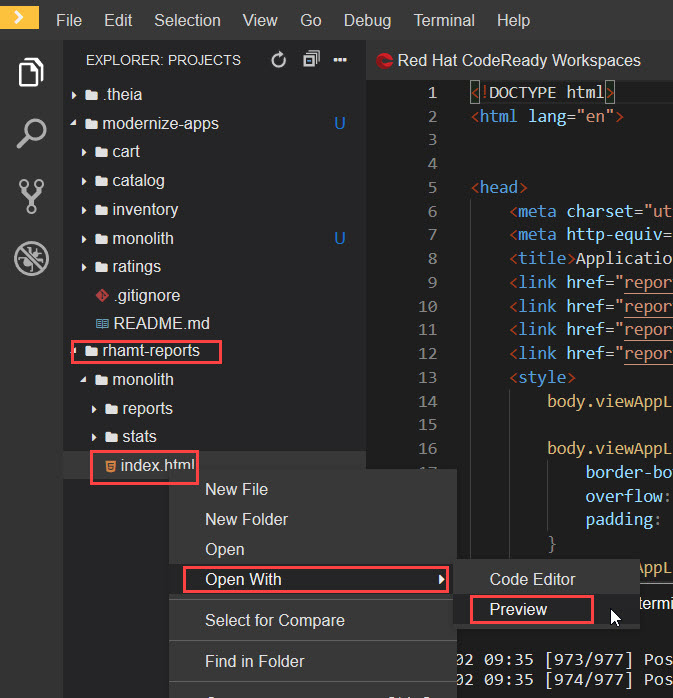 File Edit Selection View Go Debug Terminal Help
EXPLORER: PROJECTS
.theia
modernize-apps U
cart
catalog
inventory
monolith U
ratings
.gitignore
README.md
rhamt-reports
monolith
reports
stats
index.html
Red Hat CodeReady Workspaces
1 <!DOCTYPE html>
2 <html lang="en">
3
4
5 <head>
6 <meta charset="ut
7 <meta http-equiv=
8 <title>Applicatio
9 <link href="repor
10 <link href="repor
11 <link href="repor
12 <link href="repor
13 <style>
14 body.viewAppL
15
16 body.viewAppL
17 border-bo
overflow:
padding:
}
ppL
New File
New Folder
Open
Open With
Select for Compare
Find in Folder
Code Editor
Preview
termi
02 09:35 [973/977] Pos
02 09:35 [974/977] Pos